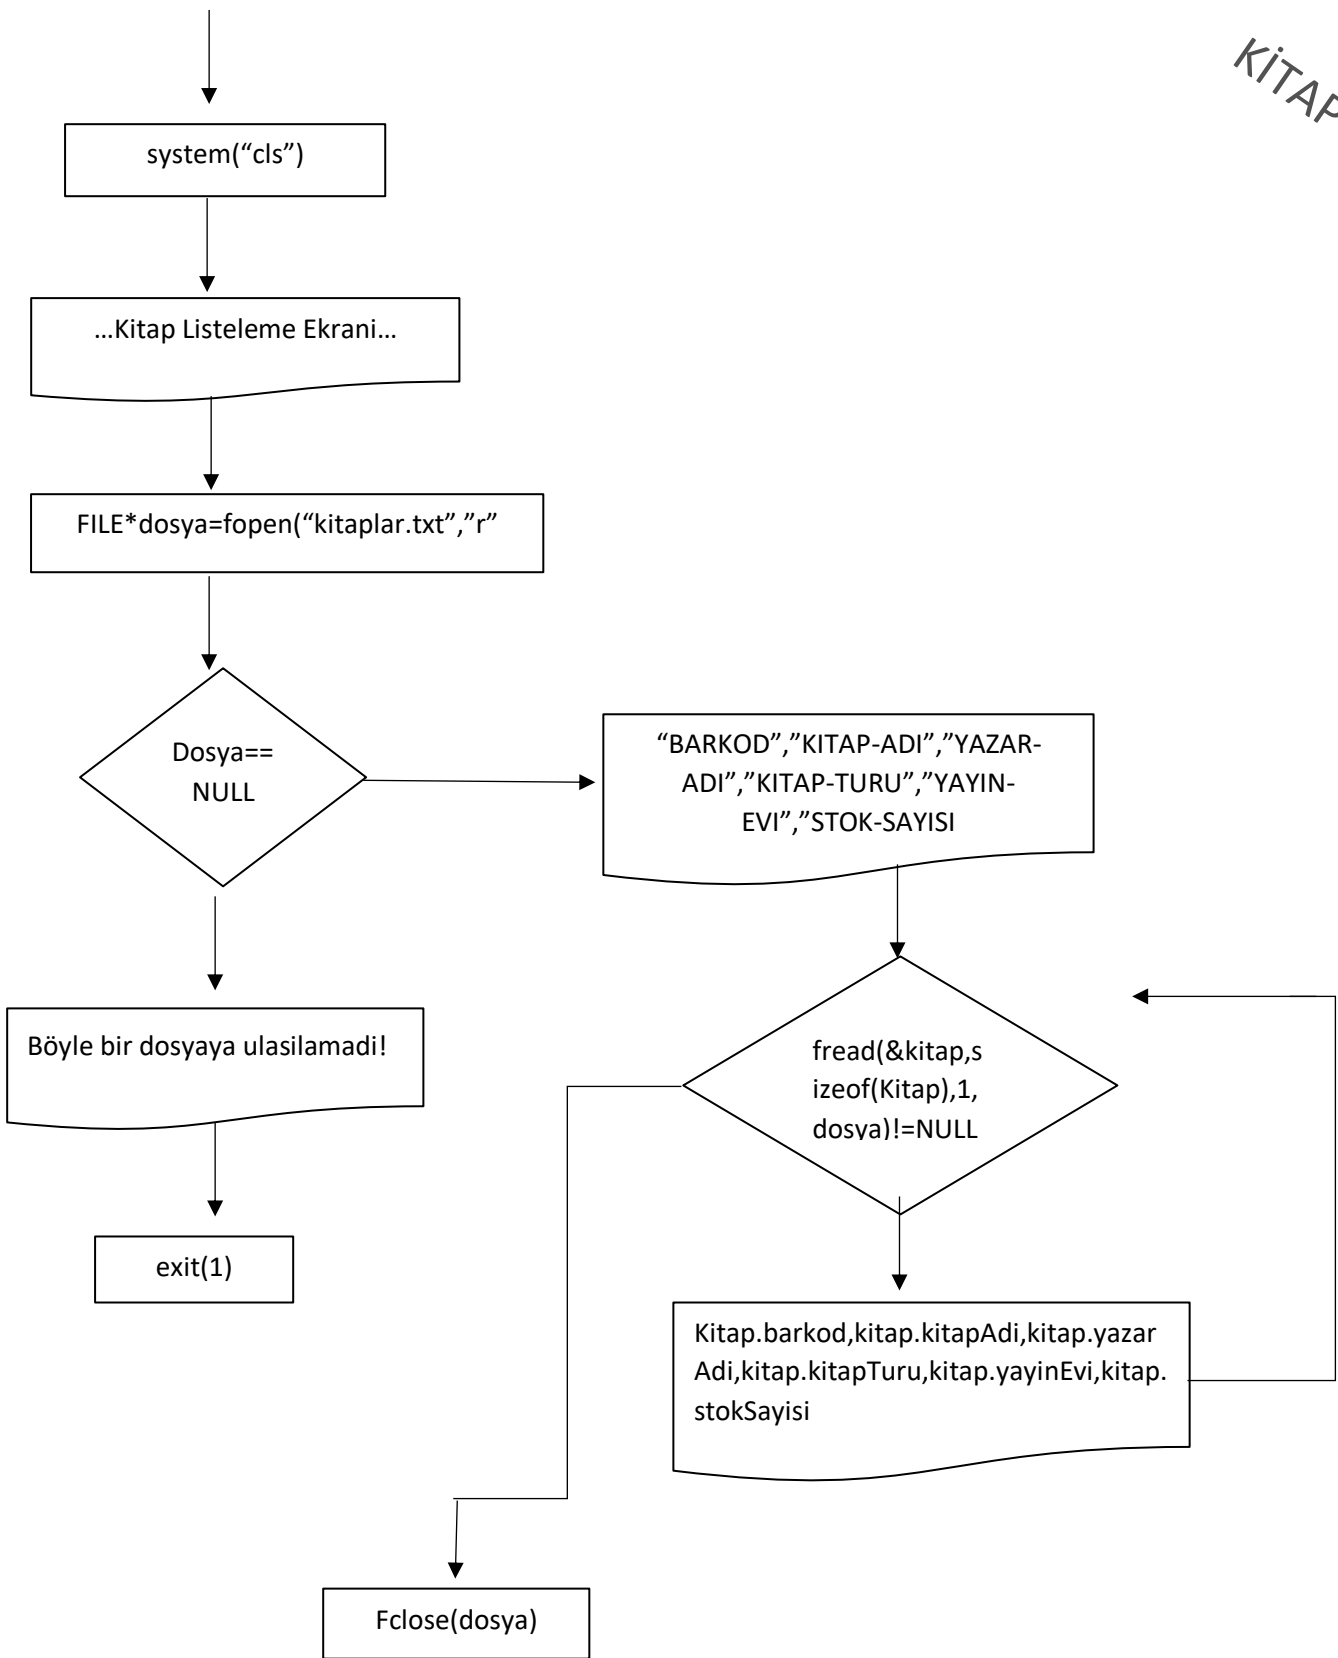 KİTAP
system(“cls”)
...Kitap Listeleme Ekrani...
FILE*dosya=fopen(“kitaplar.txt”,”r”
Dosya==
NULL
“BARKOD”,”KITAP-ADI”,”YAZAR-
ADI”,”KITAP-TURU”,”YAYIN-
EVI”,”STOK-SAYISI
Böyle bir dosyaya ulasilamadi!
fread(&kitap,s
izeof(Kitap),1,
dosya)!=NULL
exit(1)
Kitap.barkod,kitap.kitapAdi,kitap.yazar
Adi,kitap.kitapTuru,kitap.yayinEvi,kitap.
stokSayisi
Fclose(dosya)